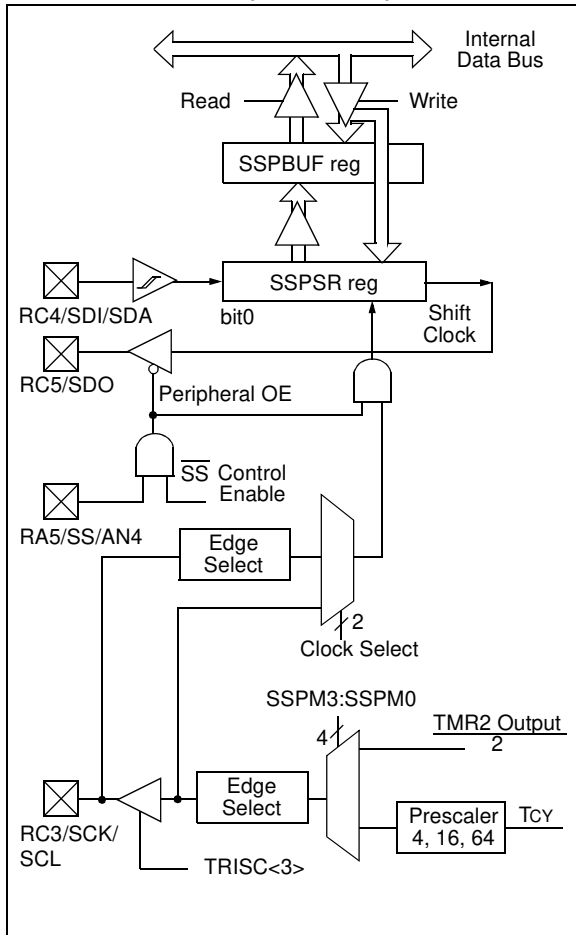 Internal
Data Bus
Read
Write
SSPBUF reg
SSPSR reg
RC4/SDI/SDA
bit0
Shift
Clock
RC5/SDO
Peripheral OE
SS Control
Enable
RA5/SS/AN4
Edge
Select
2
Clock Select
SSPM3:SSPM0
4
TMR2 Output
2
Edge
Select
Prescaler
4, 16, 64
TCY
RC3/SCK/
SCL
TRISC<3>